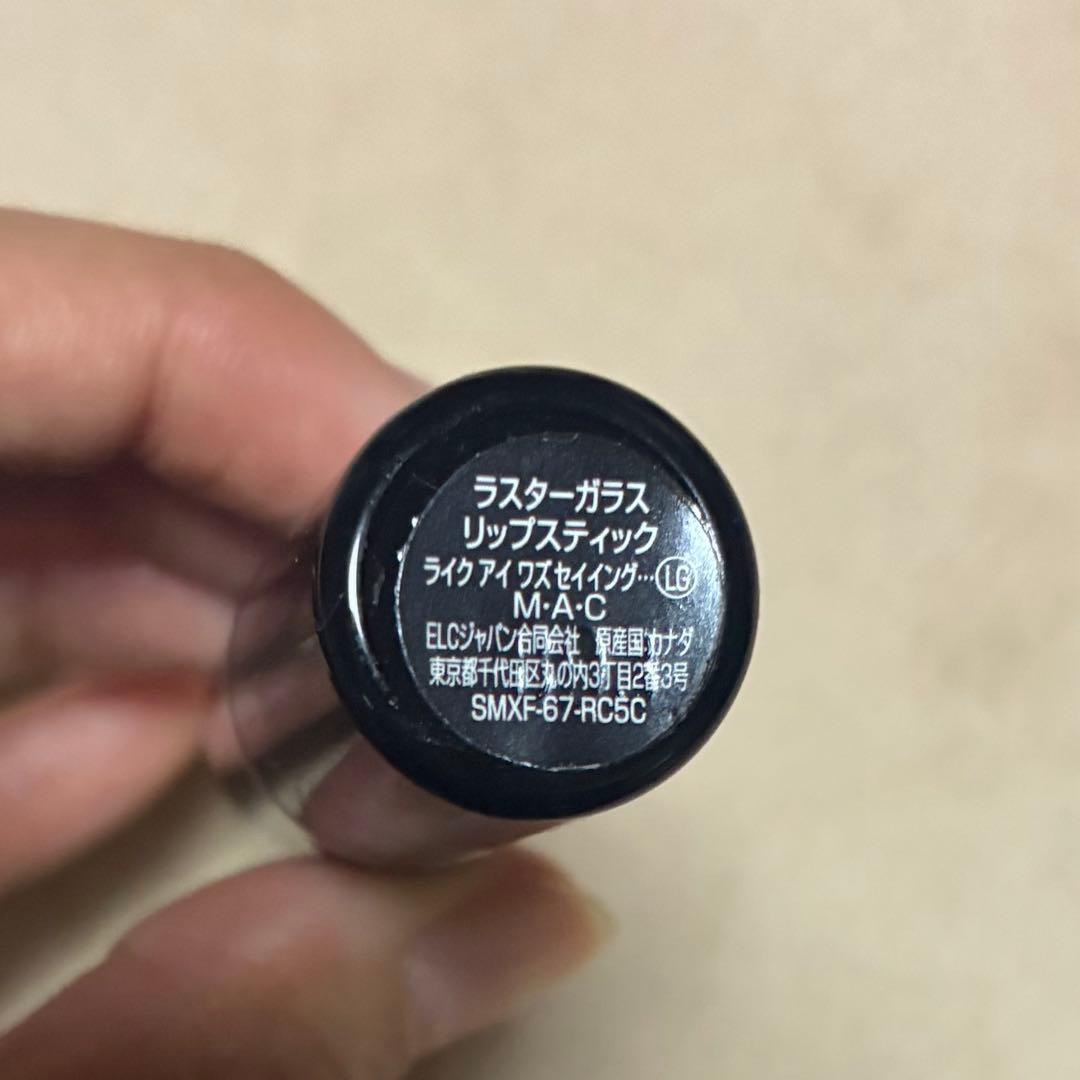 ラスターガラス
リップスティック
ライク アイ ワズ セイイング… LG
M・A・C
ELCジャパン合同会社　原産国:カナダ
東京都千代田区丸の内3丁目2番3号
SMXF-67-RC5C